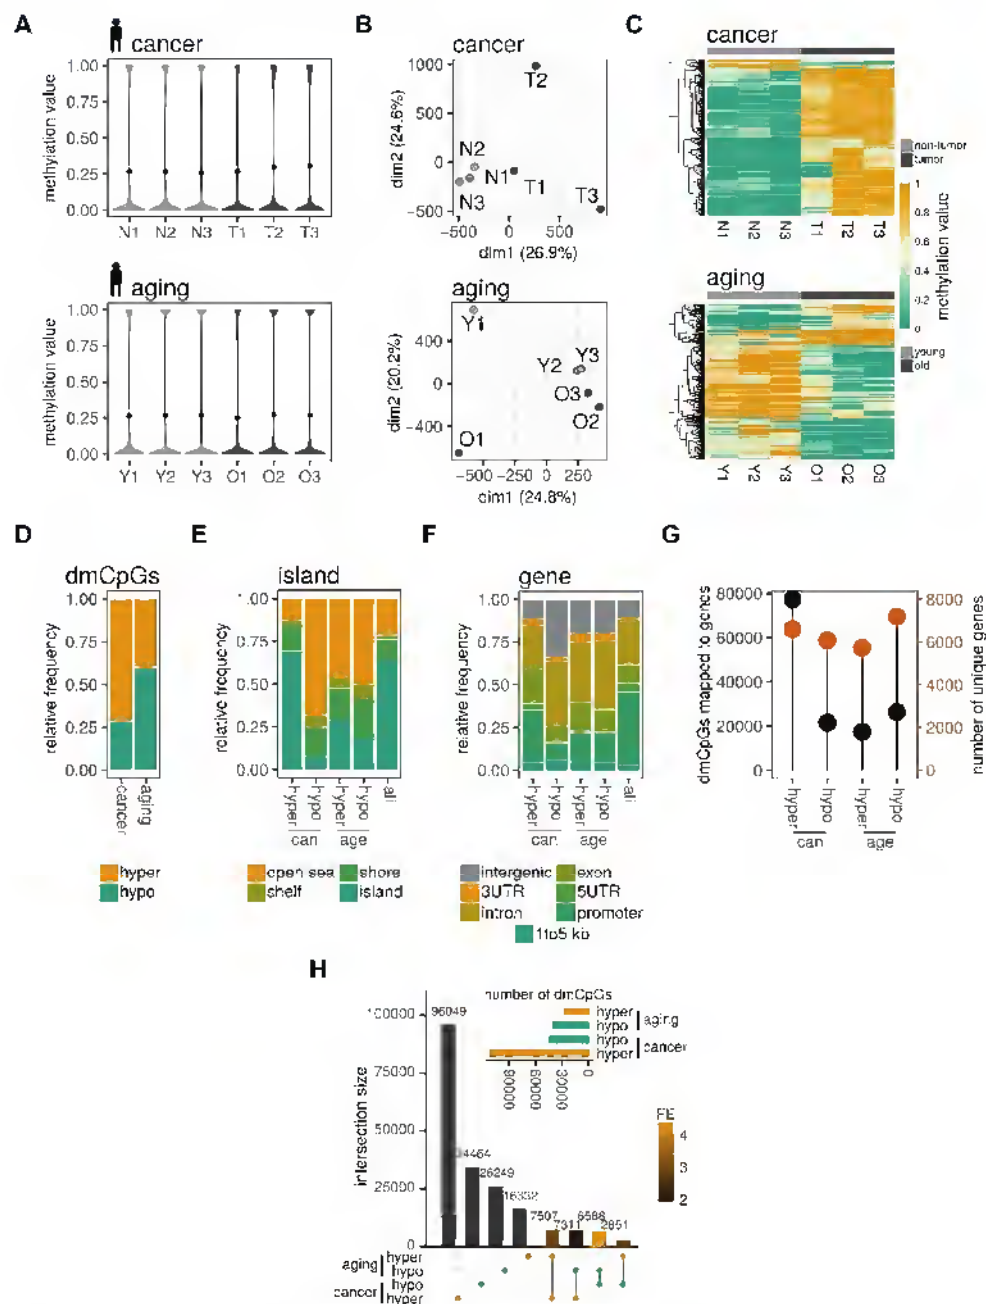 A
cancer
methylation value
1.00
0.75
0.50
0.25
0.00
N1 N2 N3 T1 T2 T3
aging
methylation value
1.00
0.75
0.50
0.25
0.00
Y1 Y2 Y3 O1 O2 O3
B
cancer
dim2 (24.6%)
1000
500
0
−500
T2
N2
N1
N3
T1
T3
−500 0 500
dim1 (26.9%)
aging
dim2 (20.2%)
400
0
−400
Y1
Y2
Y3
O3
O2
O1
−500 −250 0 250
dim1 (24.8%)
C
cancer
N1 N2 N3 T1 T2 T3
non-tumor
tumor
1
0.8
0.6
0.4
0.2
0
methylation value
aging
Y1 Y2 Y3 O1 O2 O3
young
old
D
dmCpGs
relative frequency
1.00
0.75
0.50
0.25
0.00
cancer
aging
hyper
hypo
E
island
relative frequency
1.00
0.75
0.50
0.25
0.00
hyper hypo hyper hypo all
can age
open sea shore
shelf island
F
gene
relative frequency
1.00
0.75
0.50
0.25
0.00
hyper hypo hyper hypo all
can age
intergenic exon
3UTR 5UTR
intron promoter
1to5 kb
G
dmCpGs mapped to genes
80000
60000
40000
20000
0
8000
6000
4000
2000
0
number of unique genes
hyper hypo hyper hypo
can age
H
number of dmCpGs
hyper
hypo
aging
hypo
hyper
cancer
90000 60000 30000 0
intersection size
100000
75000
50000
25000
0
96049
26249
16332
7507
7311
6586
2851
FE
4
3
2
aging
hyper
hypo
cancer
hypo
hyper